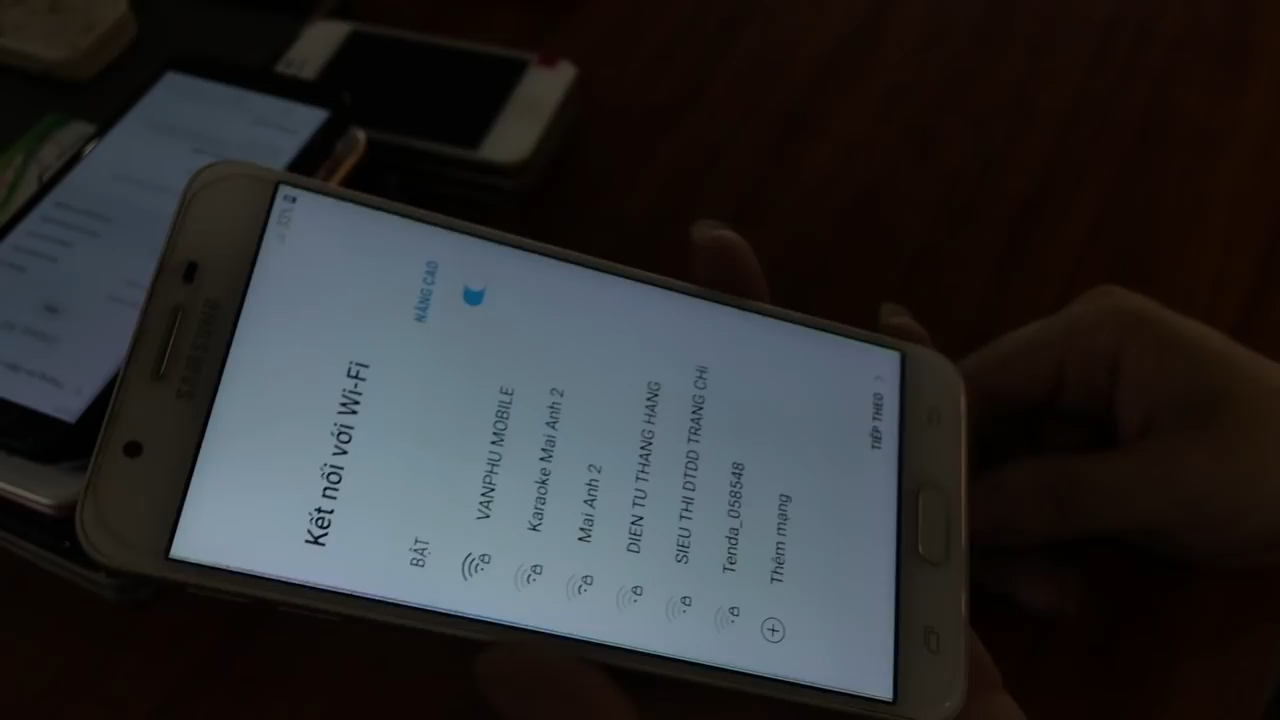 SAMSUNG
Kết nối với Wi-Fi
NÂNG CAO
BẬT
VANPHU MOBILE
Karaoke Mai Anh 2
Mai Anh 2
DIEN TU THANG HANG
SIEU THI DTDD TRANG CHi
Tenda_058548
Thêm mạng
TIẾP THEO